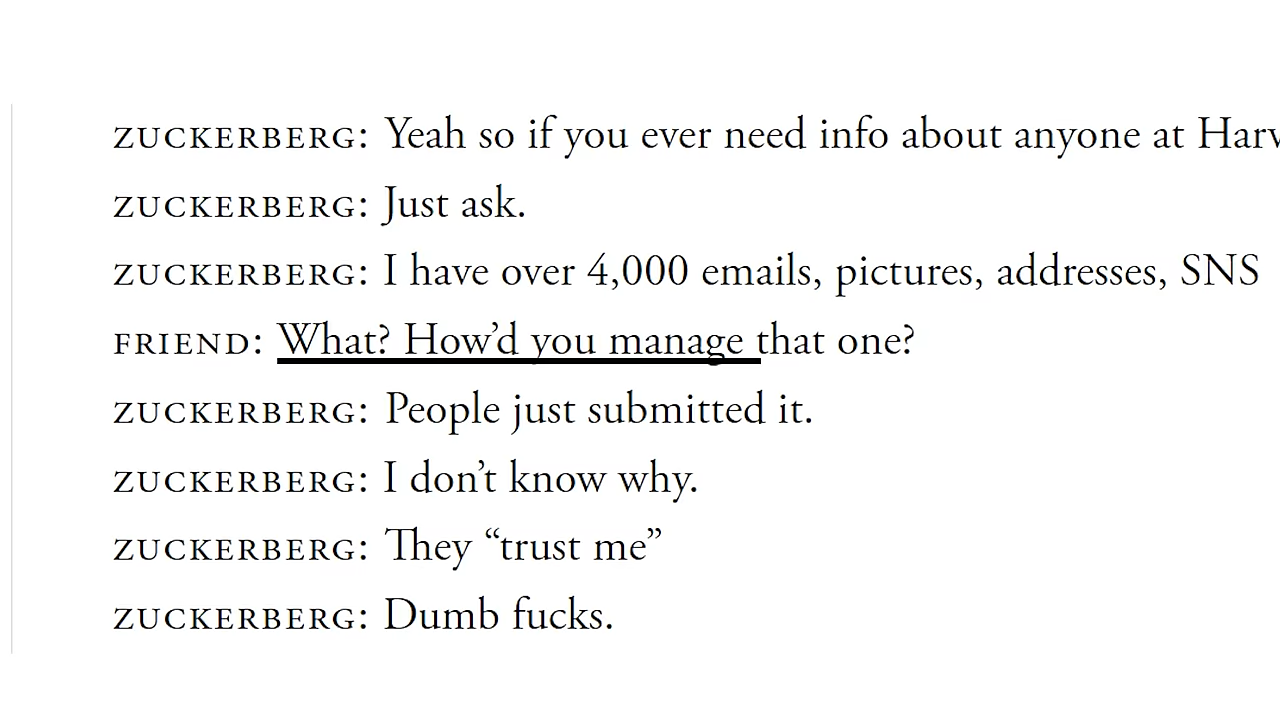 ZUCKERBERG: Yeah so if you ever need info about anyone at Harv
ZUCKERBERG: Just ask.
ZUCKERBERG: I have over 4,000 emails, pictures, addresses, SNS
FRIEND: What? How’d you manage that one?
ZUCKERBERG: People just submitted it.
ZUCKERBERG: I don’t know why.
ZUCKERBERG: They “trust me”
ZUCKERBERG: Dumb fucks.